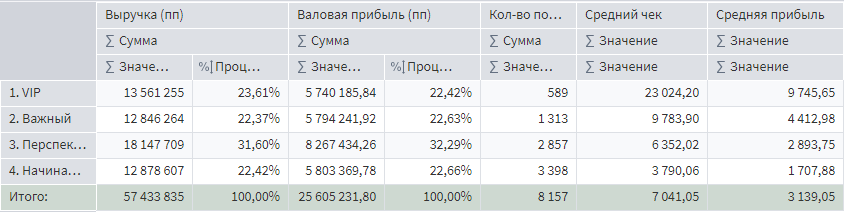 Выручка (пп) Валовая прибыль (пп) Кол-во по... Средний чек Средняя прибыль
∑ Сумма ∑ Сумма ∑ Сумма ∑ Значение ∑ Значение
∑ Значе... %| Проц... ∑ Значе... %| Проц... ∑ Значе... ∑ Значение ∑ Значение
1. VIP 13 561 255 23,61% 5 740 185,84 22,42% 589 23 024,20 9 745,65
2. Важный 12 846 264 22,37% 5 794 241,92 22,63% 1 313 9 783,90 4 412,98
3. Перспек... 18 147 709 31,60% 8 267 434,26 32,29% 2 857 6 352,02 2 893,75
4. Начина... 12 878 607 22,42% 5 803 369,78 22,66% 3 398 3 790,06 1 707,88
Итого: 57 433 835 100,00% 25 605 231,80 100,00% 8 157 7 041,05 3 139,05